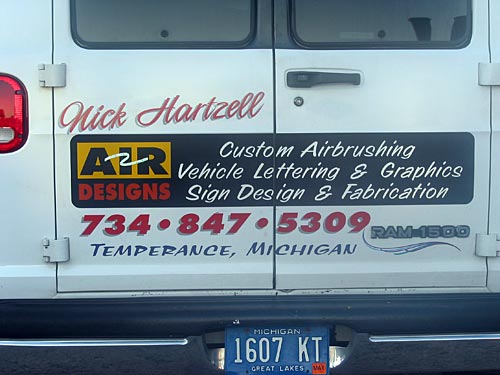 Nick Hartzell
AIR
DESIGNS
Custom Airbrushing
Vehicle Lettering & Graphics
Sign Design & Fabrication
734•847•5309
RAM-1500
TEMPERANCE, MICHIGAN
MICHIGAN
1607 KT
GREAT LAKES